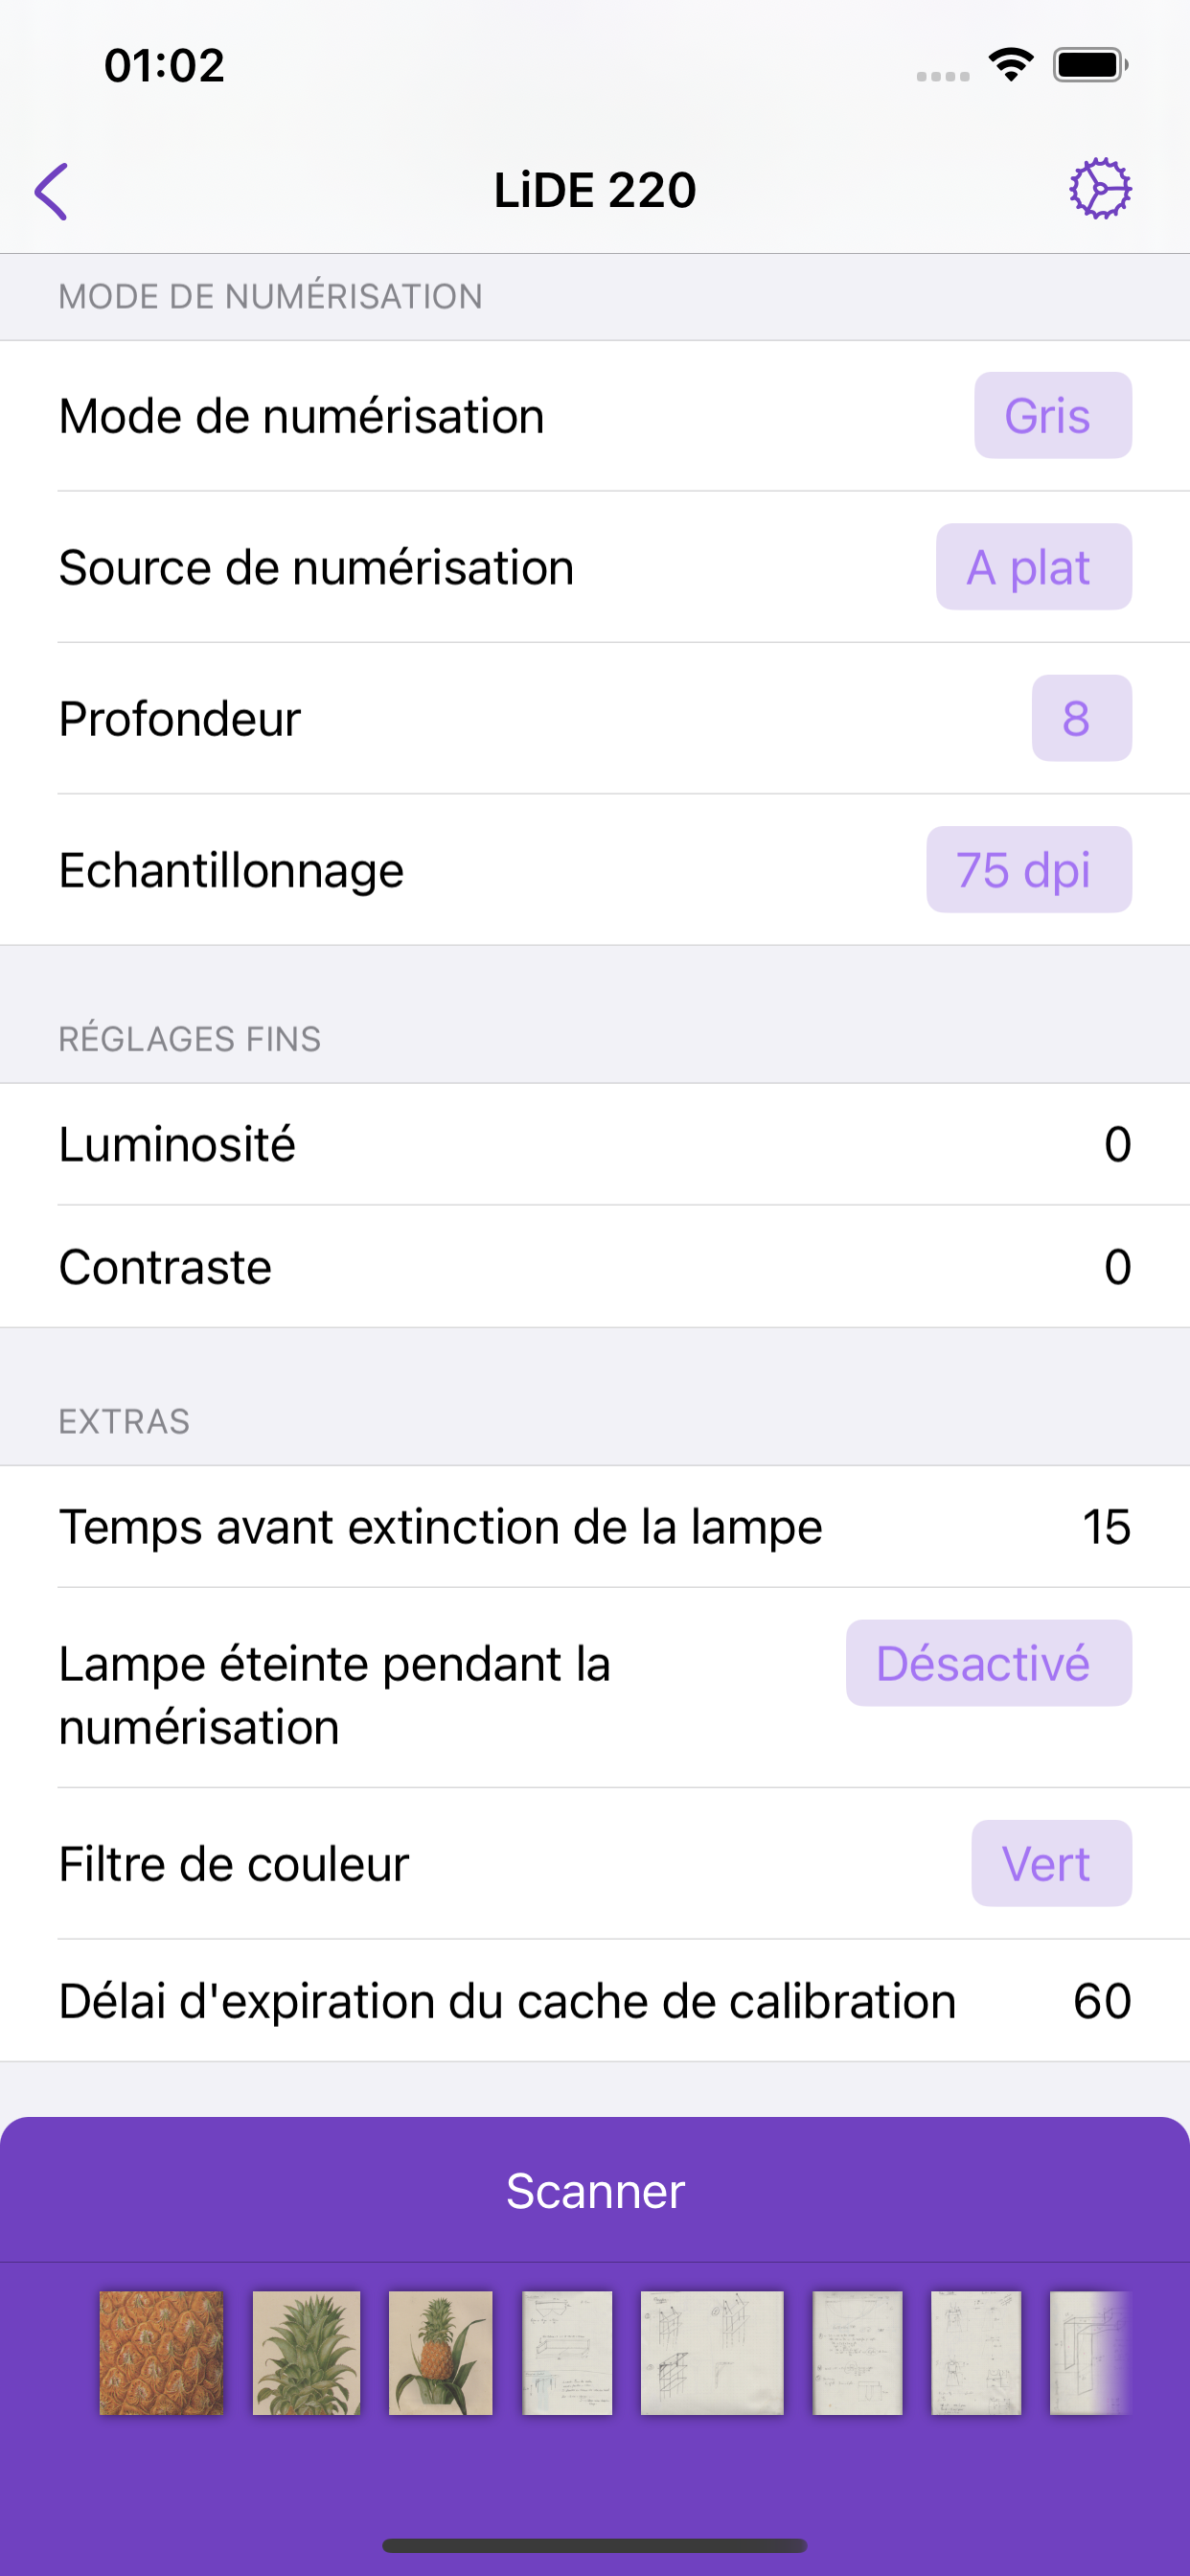 01:02
LiDE 220
MODE DE NUMÉRISATION
Mode de numérisation Gris
Source de numérisation A plat
Profondeur 8
Echantillonnage 75 dpi
RÉGLAGES FINS
Luminosité 0
Contraste 0
EXTRAS
Temps avant extinction de la lampe 15
Lampe éteinte pendant la Désactivé
numérisation
Filtre de couleur Vert
Délai d'expiration du cache de calibration 60
Scanner